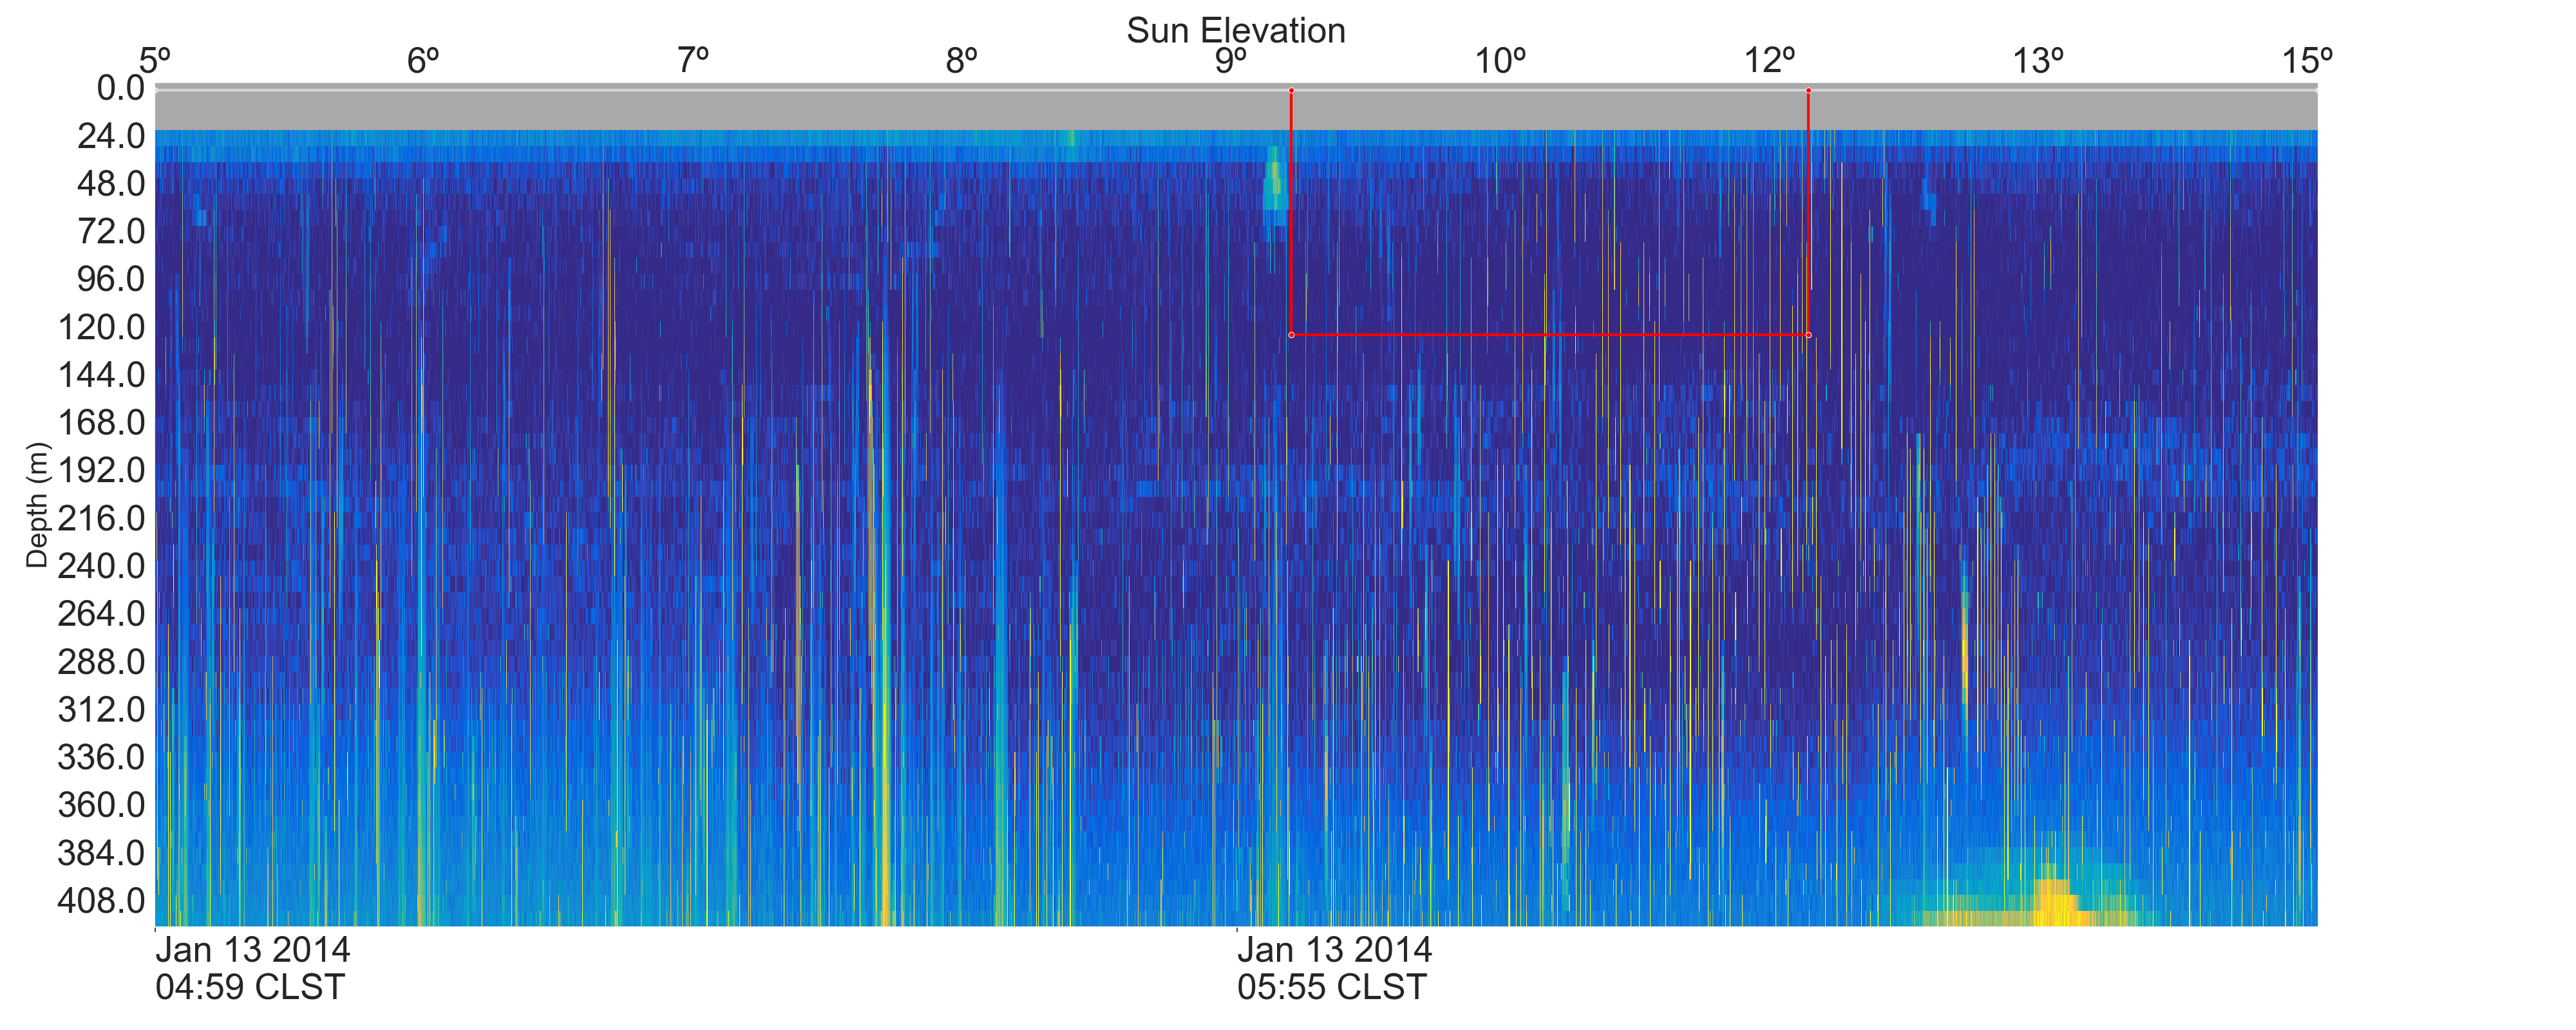 Sun Elevation
5º 6º 7º 8º 9º 10º 12º 13º 15º
0.0
24.0
48.0
72.0
96.0
120.0
144.0
168.0
192.0
216.0
240.0
264.0
288.0
312.0
336.0
360.0
384.0
408.0
Depth (m)
Jan 13 2014
04:59 CLST
Jan 13 2014
05:55 CLST